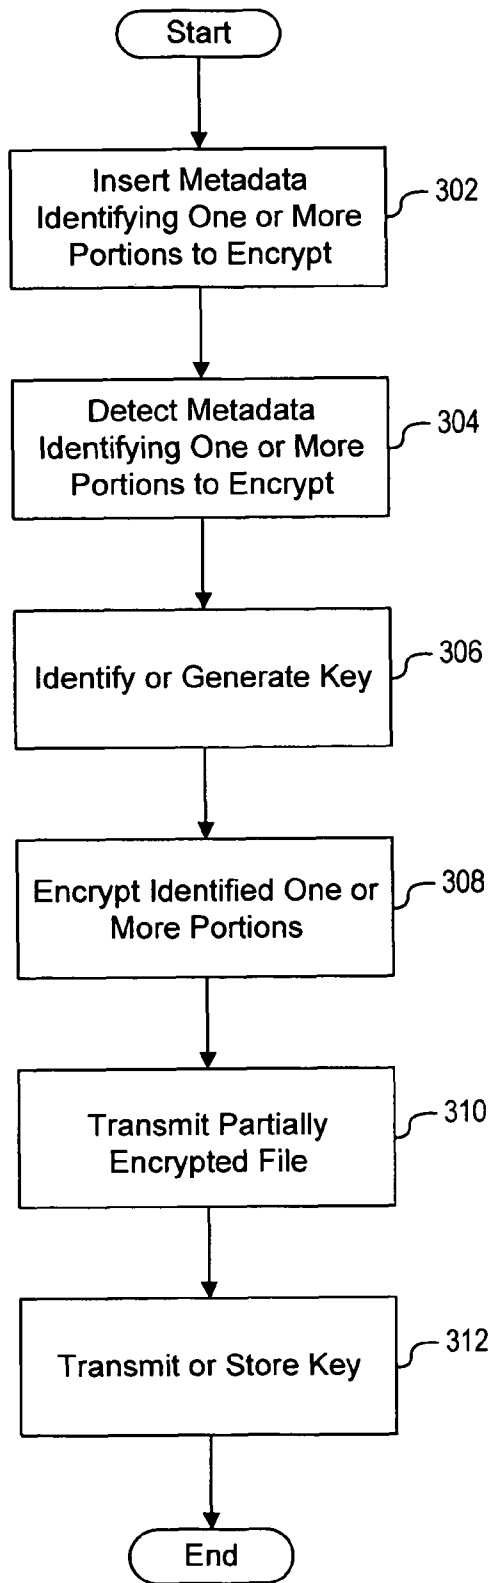 Start
Insert Metadata
Identifying One or More
Portions to Encrypt
302
Detect Metadata
Identifying One or More
Portions to Encrypt
304
Identify or Generate Key
306
Encrypt Identified One or
More Portions
308
Transmit Partially
Encrypted File
310
Transmit or Store Key
312
End